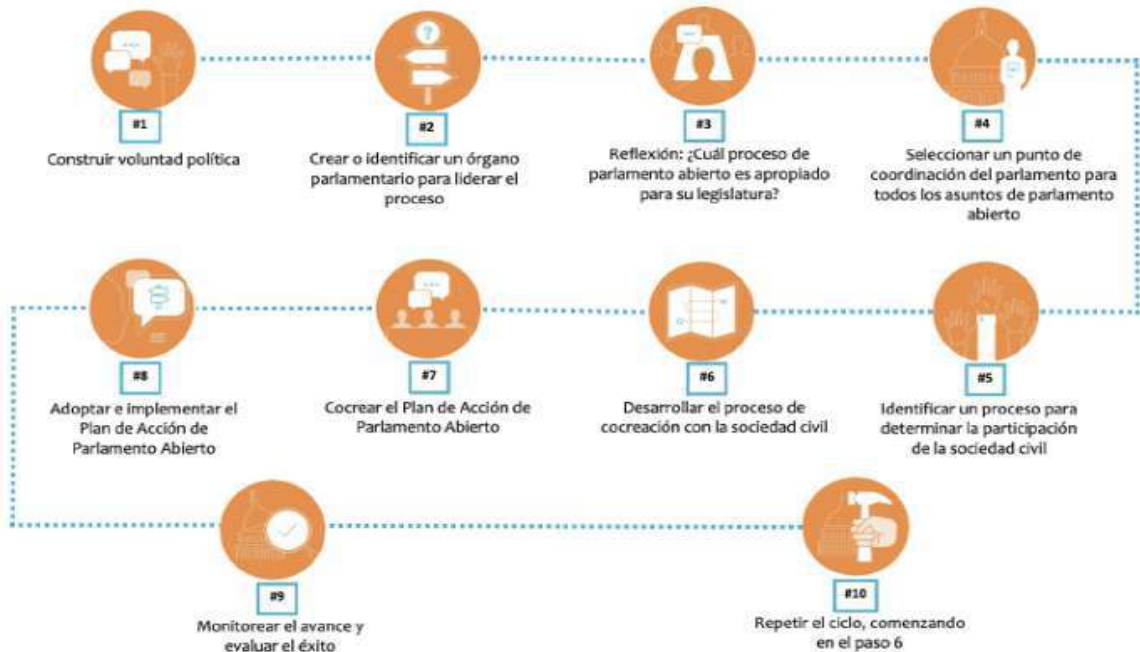 #1
Construir voluntad política
#2
Crear o identificar un órgano
parlamentario para liderar el
proceso
#3
Reflexión: ¿Cuál proceso de
parlamento abierto es apropiado
para su legislatura?
#4
Seleccionar un punto de
coordinación del parlamento para
todos los asuntos de parlamento
abierto
#5
Identificar un proceso para
determinar la participación
de la sociedad civil
#6
Desarrollar el proceso de
cocreación con la sociedad civil
#7
Cocrear el Plan de Acción de
Parlamento Abierto
#8
Adoptar e implementar el
Plan de Acción de
Parlamento Abierto
#9
Monitorear el avance y
evaluar el éxito
#10
Repetir el ciclo, comenzando
en el paso 6